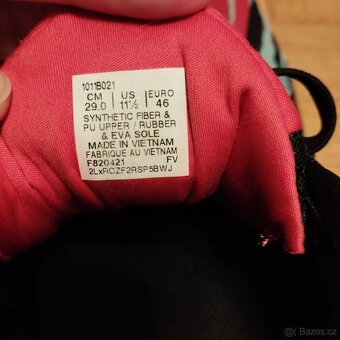 1011B021
CM US EURO
29.0 11½ 46
SYNTHETIC FIBER &
PU UPPER / RUBBER
& EVA SOLE
MADE IN VIETNAM
FABRIQUE AU VIETNAM
F820421 FV
2LxRCZF2RSP5BWJ
© Bazos.cz